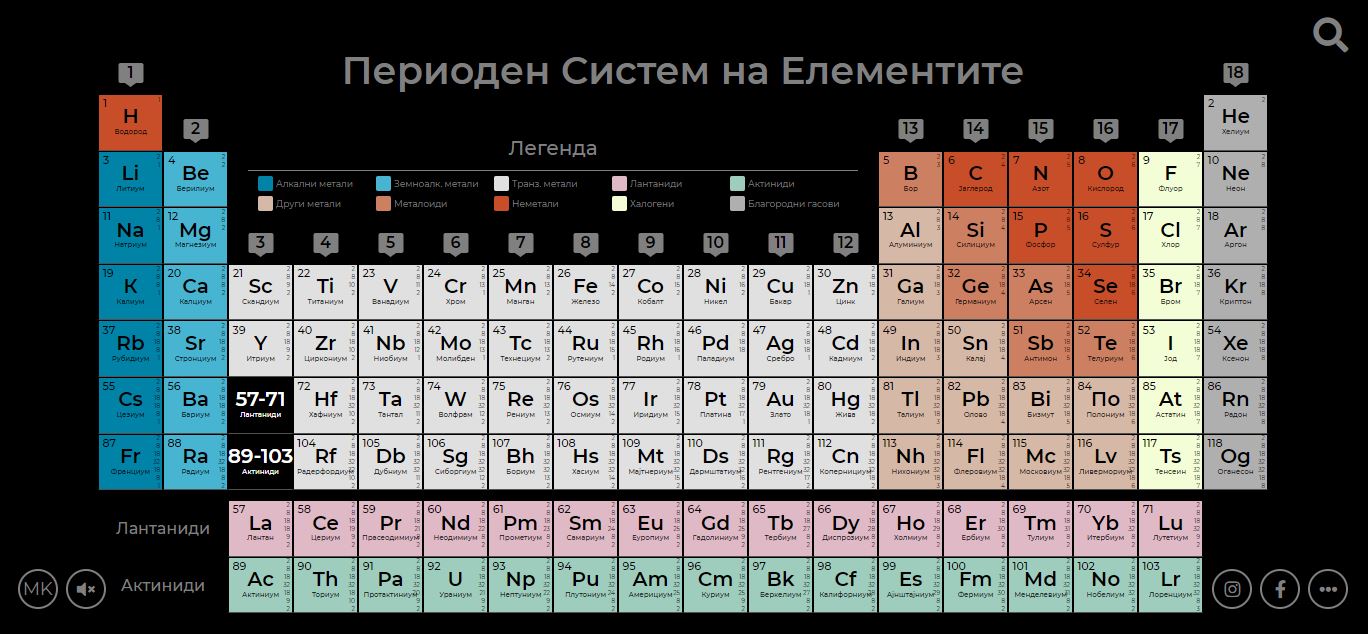 Периоден Систем на Елементите
1
18
2
13
14
15
16
17
Легенда
Алкални метали
Земноалк. метали
Транз. метали
Лантаниди
Актиниди
Други метали
Металоиди
Неметали
Халогени
Благородни гасови
3
4
5
6
7
8
9
10
11
12
1 H Водород
2 He Хелиум
3 Li Литиум
4 Be Берилиум
5 B Бор
6 C Јаглерод
7 N Азот
8 O Кислород
9 F Флуор
10 Ne Неон
11 Na Натриум
12 Mg Магнезиум
13 Al Алуминиум
14 Si Силициум
15 P Фосфор
16 S Сулфур
17 Cl Хлор
18 Ar Аргон
19 K Калиум
20 Ca Калциум
21 Sc Скандиум
22 Ti Титаниум
23 V Ванадиум
24 Cr Хром
25 Mn Манган
26 Fe Железо
27 Co Кобалт
28 Ni Никел
29 Cu Бакар
30 Zn Цинк
31 Ga Галиум
32 Ge Германиум
33 As Арсен
34 Se Селен
35 Br Бром
36 Kr Криптон
37 Rb Рубидиум
38 Sr Стронциум
39 Y Итриум
40 Zr Циркониум
41 Nb Ниобиум
42 Mo Молибден
43 Tc Технециум
44 Ru Рутениум
45 Rh Родиум
46 Pd Паладиум
47 Ag Сребро
48 Cd Кадмиум
49 In Индиум
50 Sn Калај
51 Sb Антимон
52 Te Телуриум
53 I Јод
54 Xe Ксенон
55 Cs Цезиум
56 Ba Бариум
57-71 Лантаниди
72 Hf Хафниум
73 Ta Тантал
74 W Волфрам
75 Re Рениум
76 Os Осмиум
77 Ir Иридиум
78 Pt Платина
79 Au Злато
80 Hg Жива
81 Tl Талиум
82 Pb Олово
83 Bi Бизмут
84 По Полониум
85 At Астатин
86 Rn Радон
87 Fr Франциум
88 Ra Радиум
89-103 Актиниди
104 Rf Радерфордиум
105 Db Дубниум
106 Sg Сиборгиум
107 Bh Бориум
108 Hs Хасиум
109 Mt Мајтнериум
110 Ds Дармштатиум
111 Rg Рентгениум
112 Cn Копернициум
113 Nh Нихониум
114 Fl Флеровиум
115 Mc Московиум
116 Lv Ливермориум
117 Ts Тенсеин
118 Og Оганесон
Лантаниди
57 La Лантан
58 Ce Цериум
59 Pr Прасеодимиум
60 Nd Неодимиум
61 Pm Прометиум
62 Sm Самариум
63 Eu Европиум
64 Gd Гадолиниум
65 Tb Тербиум
66 Dy Диспрозиум
67 Ho Холмиум
68 Er Ербиум
69 Tm Тулиум
70 Yb Итербиум
71 Lu Лутетиум
Актиниди
89 Ac Актиниум
90 Th Ториум
91 Pa Протактиниум
92 U Ураниум
93 Np Нептуниум
94 Pu Плутониум
95 Am Америциум
96 Cm Куриум
97 Bk Беркелиум
98 Cf Калифорниум
99 Es Ајнштајниум
100 Fm Фермиум
101 Md Менделевиум
102 No Нобелиум
103 Lr Лоренциум
MK